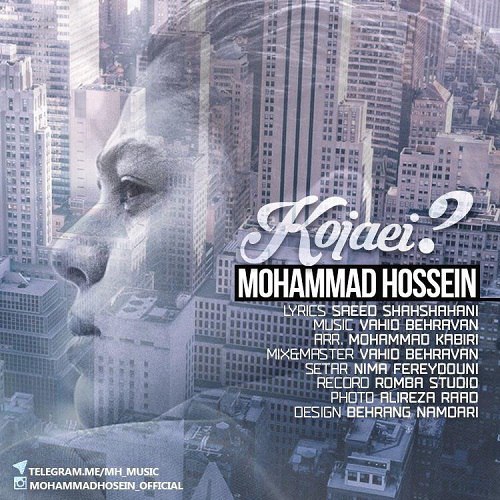 Kojaei?
MOHAMMAD HOSSEIN
LYRICS SAEED SHAHSHAHANI
MUSIC VAHID BEHRAVAN
ARR. MOHAMMAD KABIRI
MIX&MASTER VAHID BEHRAVAN
SETAR NIMA FEREYDOUNI
RECORD ROMBA STUDIO
PHOTO ALIREZA RAAD
DESIGN BEHRANG NAMDARI
TELEGRAM.ME/MH_MUSIC
MOHAMMADHOSEIN_OFFICIAL